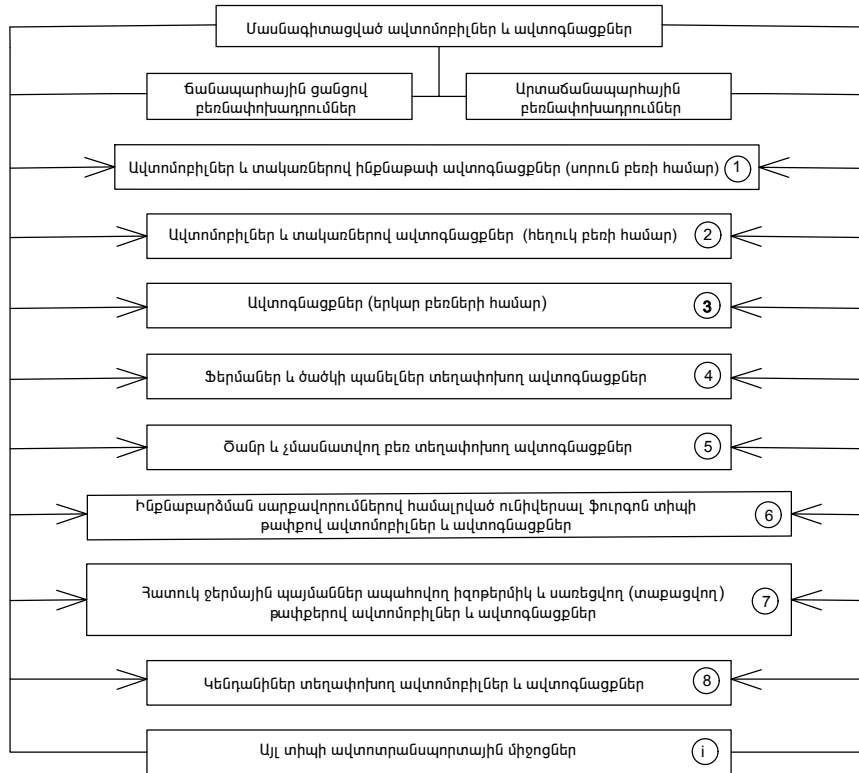 Մասնագիտացված ավտոմոբիլներ և ավտոգնացքներ
Ճանապարհային ցանցով
բեռնափոխադրումներ
Արտաճանապարհային
բեռնափոխադրումներ
Ավտոմոբիլներ և տակառներով ինքնաթափ ավտոգնացքներ (սորուն բեռի համար) 1
Ավտոմոբիլներ և տակառներով ավտոգնացքներ (հեղուկ բեռի համար) 2
Ավտոգնացքներ (երկար բեռների համար) 3
Ֆերմաներ և ծածկի պանելներ տեղափոխող ավտոգնացքներ 4
Ծանր և չմասնատվող բեռ տեղափոխող ավտոգնացքներ 5
Ինքնաբարձման սարքավորումներով համալրված ունիվերսալ ֆուրգոն տիպի
թափքով ավտոմոբիլներ և ավտոգնացքներ 6
Հատուկ ջերմային պայմաններ ապահովող իզոթերմիկ և սառեցվող (տաքացվող)
թափքերով ավտոմոբիլներ և ավտոգնացքներ 7
Կենդանիներ տեղափոխող ավտոմոբիլներ և ավտոգնացքներ 8
Այլ տիպի ավտոտրանսպորտային միջոցներ i